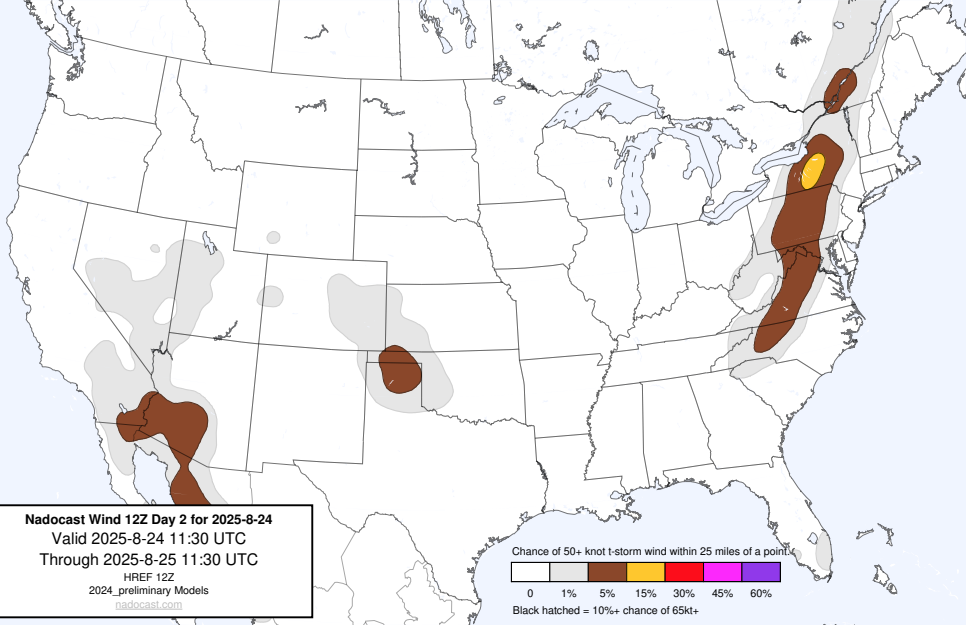 Nadocast Wind 12Z Day 2 for 2025-8-24
Valid 2025-8-24 11:30 UTC
Through 2025-8-25 11:30 UTC
HREF 12Z
2024_preliminary Models
nadocast.com
Chance of 50+ knot t-storm wind within 25 miles of a point.
0 1% 5% 15% 30% 45% 60%
Black hatched = 10%+ chance of 65kt+